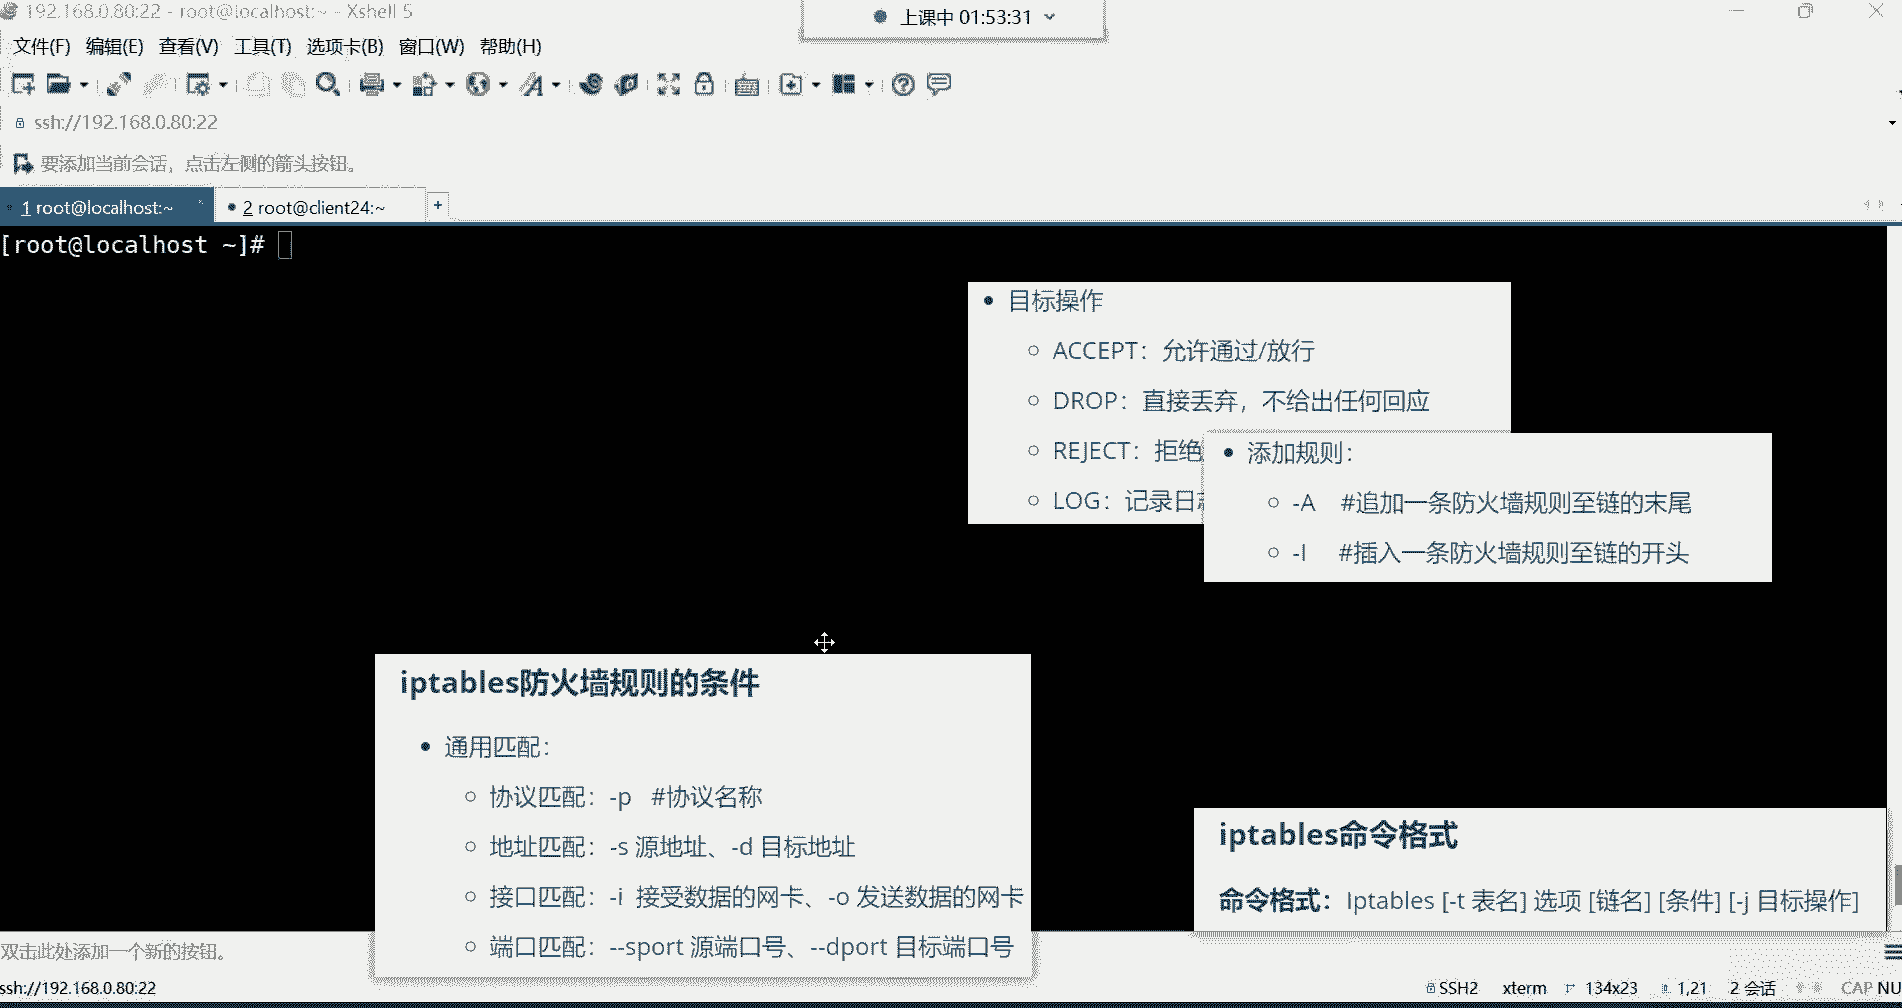 192.168.0.80:22 - root@localhost:~ - Xshell 5
上课中 01:53:31
文件(F) 编辑(E) 查看(V) 工具(T) 选项卡(B) 窗口(W) 帮助(H)
ssh://192.168.0.80:22
要添加当前会话，点击左侧的箭头按钮。
1 root@localhost:~
2 root@client24:~
+
[root@localhost ~]#
目标操作
ACCEPT：允许通过/放行
DROP：直接丢弃，不给出任何回应
REJECT：拒绝
LOG：记录日
添加规则：
-A #追加一条防火墙规则至链的末尾
-I #插入一条防火墙规则至链的开头
iptables防火墙规则的条件
通用匹配：
协议匹配：-p #协议名称
地址匹配：-s 源地址、-d 目标地址
接口匹配：-i 接受数据的网卡、-o 发送数据的网卡
端口匹配：--sport 源端口号、--dport 目标端口号
iptables命令格式
命令格式：Iptables [-t 表名] 选项 [链名] [条件] [-j 目标操作]
双击此处添加一个新的按钮。
ssh://192.168.0.80:22
SSH2 xterm 134x23 1,21 2 会话 CAP NU